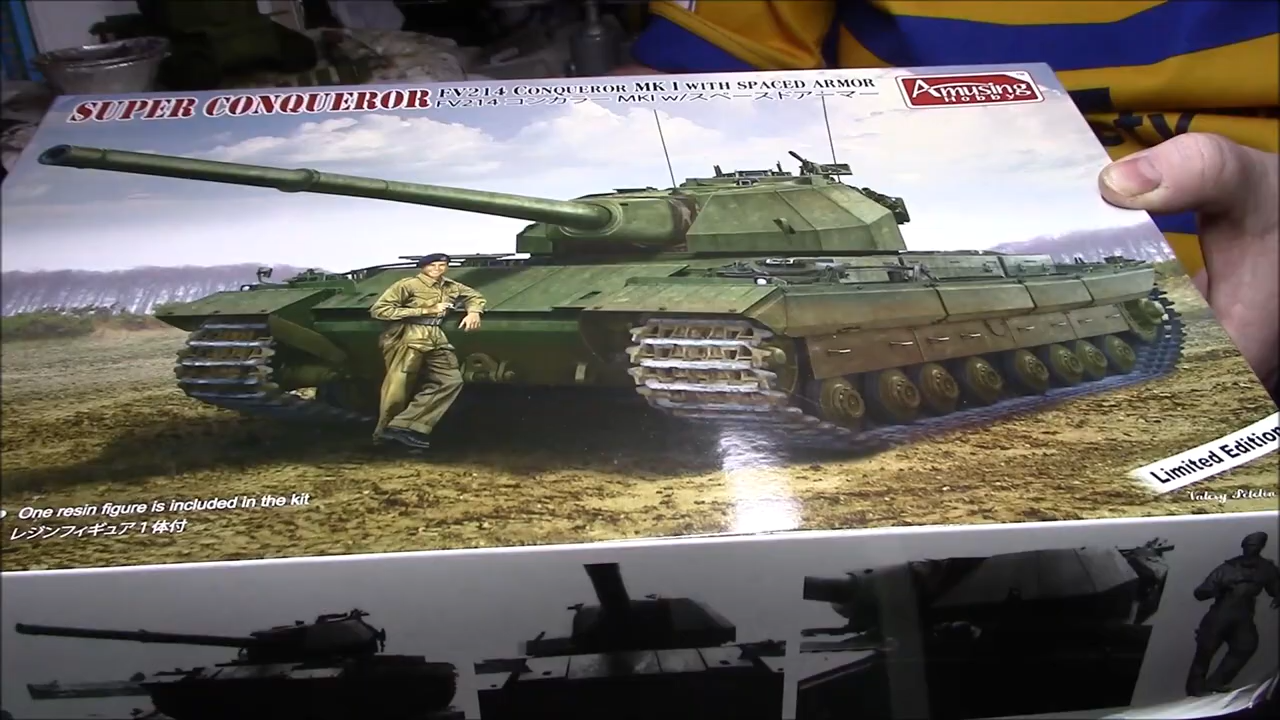 SUPER CONQUEROR FV214 CONQUEROR MK I WITH SPACED ARMOR
FV214 コンカラー MKI w/スペースドアーマー
Amusing
Hobby
Limited Edition
One resin figure is included in the kit
レジンフィギュア1体付